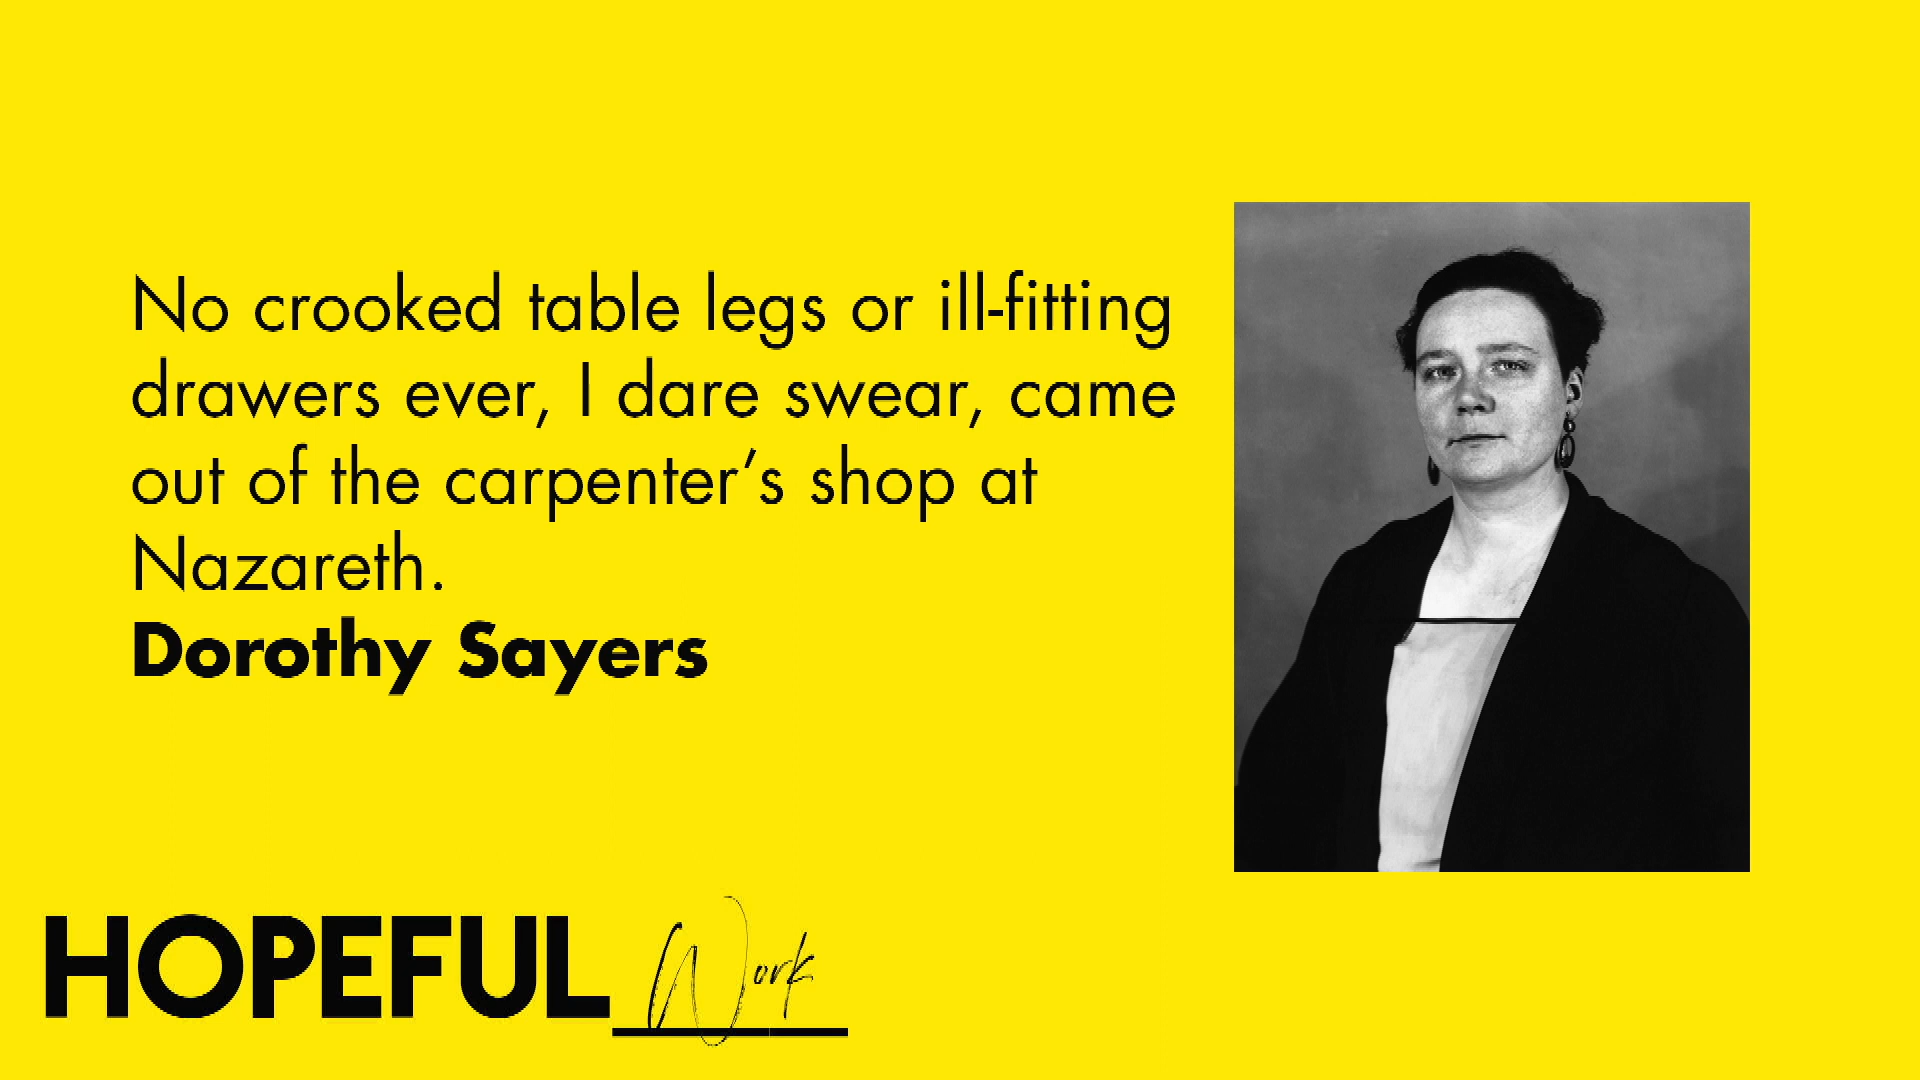 No crooked table legs or ill-fitting
drawers ever, I dare swear, came
out of the carpenter’s shop at
Nazareth.
Dorothy Sayers
HOPEFUL Work